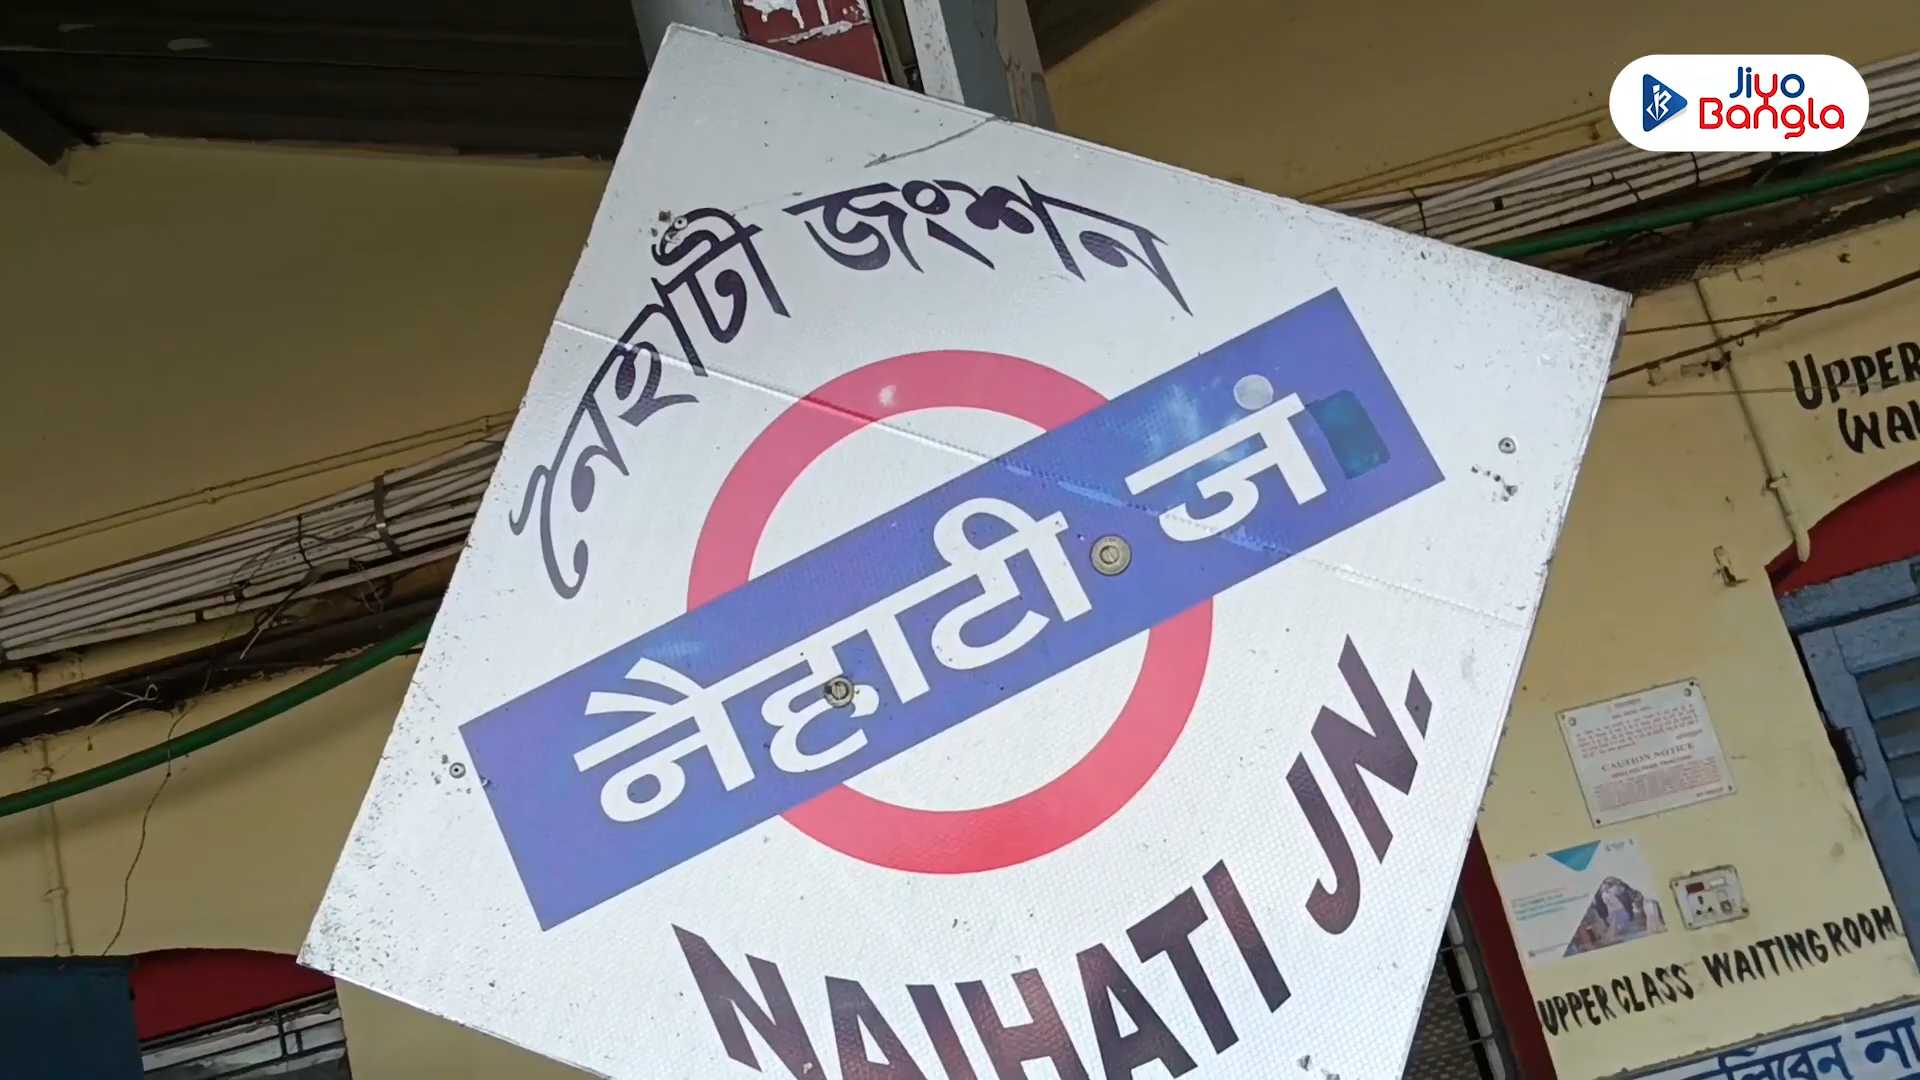 Jiyo
Bangla
নৈহাটী জংশন
नैहाटी जं
NAIHATI JN.
UPPER
WAI
CAUTION NOTICE
UPPER CLASS WAITING ROOM
লিবেন না